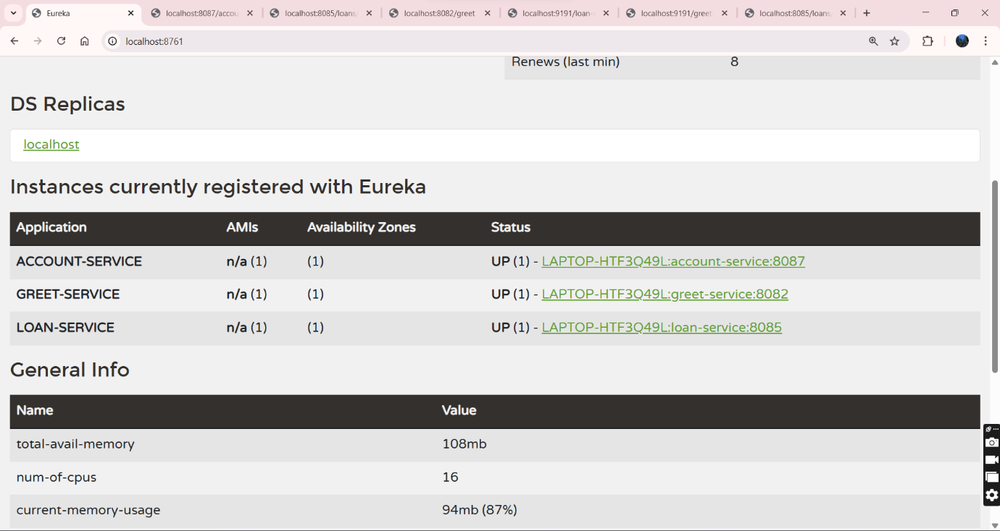 Eureka
localhost:8087/accou
localhost:8085/loans/
localhost:8082/greet
localhost:9191/loan-s
localhost:9191/greet
localhost:8085/loans/
localhost:8761
Renews (last min) 8
DS Replicas
localhost
Instances currently registered with Eureka
Application AMIs Availability Zones Status
ACCOUNT-SERVICE n/a (1) (1) UP (1) - LAPTOP-HTF3Q49L:account-service:8087
GREET-SERVICE n/a (1) (1) UP (1) - LAPTOP-HTF3Q49L:greet-service:8082
LOAN-SERVICE n/a (1) (1) UP (1) - LAPTOP-HTF3Q49L:loan-service:8085
General Info
Name Value
total-avail-memory 108mb
num-of-cpus 16
current-memory-usage 94mb (87%)